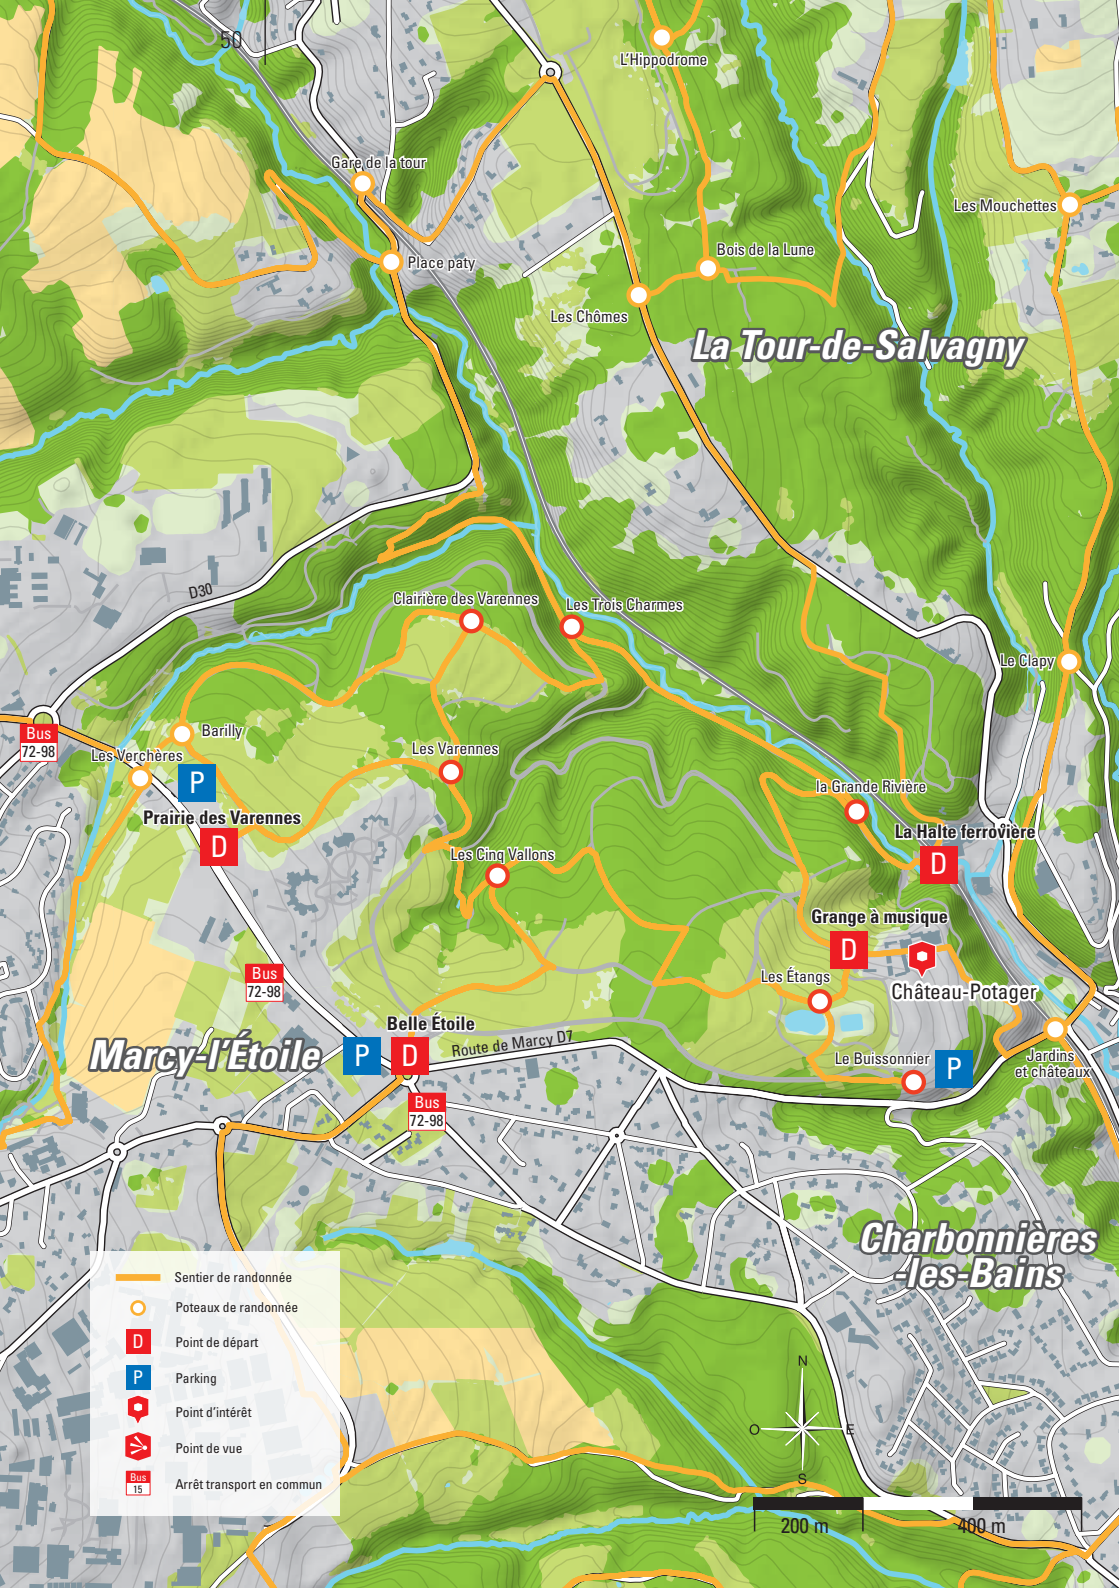 50
L'Hippodrome
Gare de la tour
Les Mouchettes
Place paty
Bois de la Lune
Les Chômes
La Tour-de-Salvagny
D30
Clairière des Varennes
Les Trois Charmes
Le Clapy
Bus
72-98
Barilly
Les Verchères
Les Varennes
P
la Grande Rivière
Prairie des Varennes
D
La Halte ferrovière
D
Les Cinq Vallons
Grange à musique
D
Bus
72-98
Les Étangs
Château-Potager
Belle Étoile
Marcy-l'Étoile
P
D
Route de Marcy D7
Le Buissonnier
P
Jardins
et châteaux
Bus
72-98
Charbonnières
-les-Bains
Sentier de randonnée
Poteaux de randonnée
D
Point de départ
P
Parking
Point d'intérêt
Point de vue
Bus
15
Arrêt transport en commun
N
O
E
S
200 m
400 m